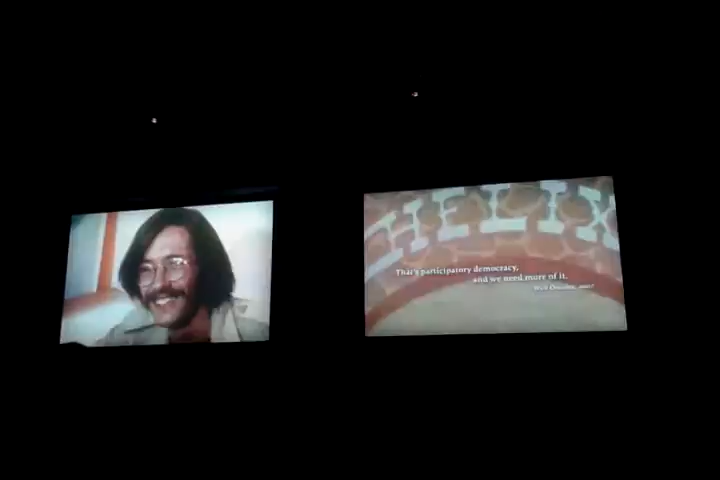 HELIX
That's participatory democracy,
and we need more of it.